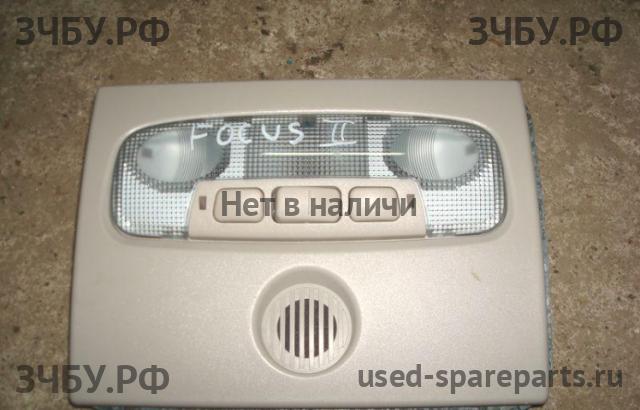 ЗЧБУ.РФ ЗЧБУ.РФ
FOCUS II
Нет в наличи
ЗЧБУ.РФ used-spareparts.ru